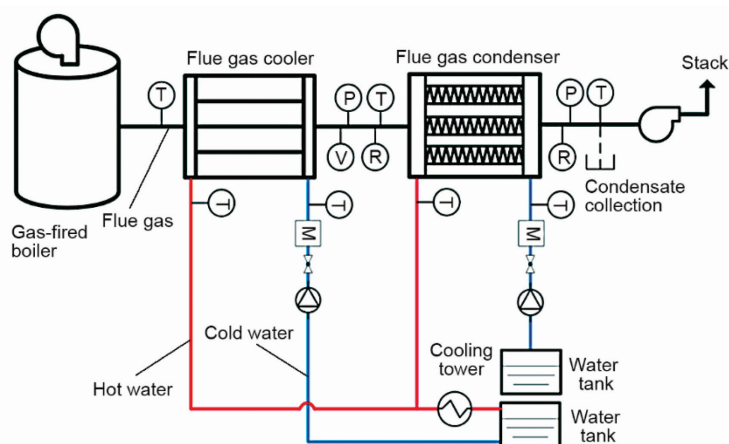 Flue gas cooler
Flue gas condenser
Stack
T
P
T
P
T
V
R
R
Condensate
collection
Flue gas
Gas-fired
boiler
T
T
T
T
M
M
Cold water
Hot water
Cooling
tower
Water
tank
Water
tank